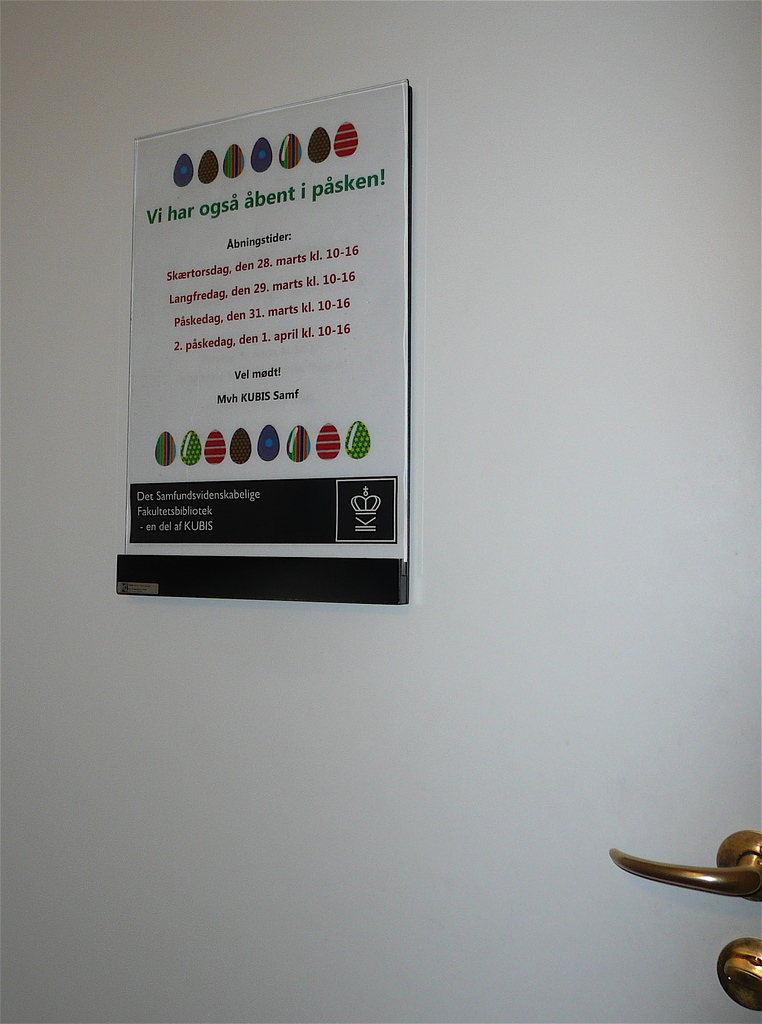 Vi har også åbent i påsken!
Åbningstider:
Skærtorsdag, den 28. marts kl. 10-16
Langfredag, den 29. marts kl. 10-16
Påskedag, den 31. marts kl. 10-16
2. påskedag, den 1. april kl. 10-16
Vel mødt!
Mvh KUBIS Samf
Det Samfundsvidenskabelige
Fakultetsbibliotek
- en del af KUBIS